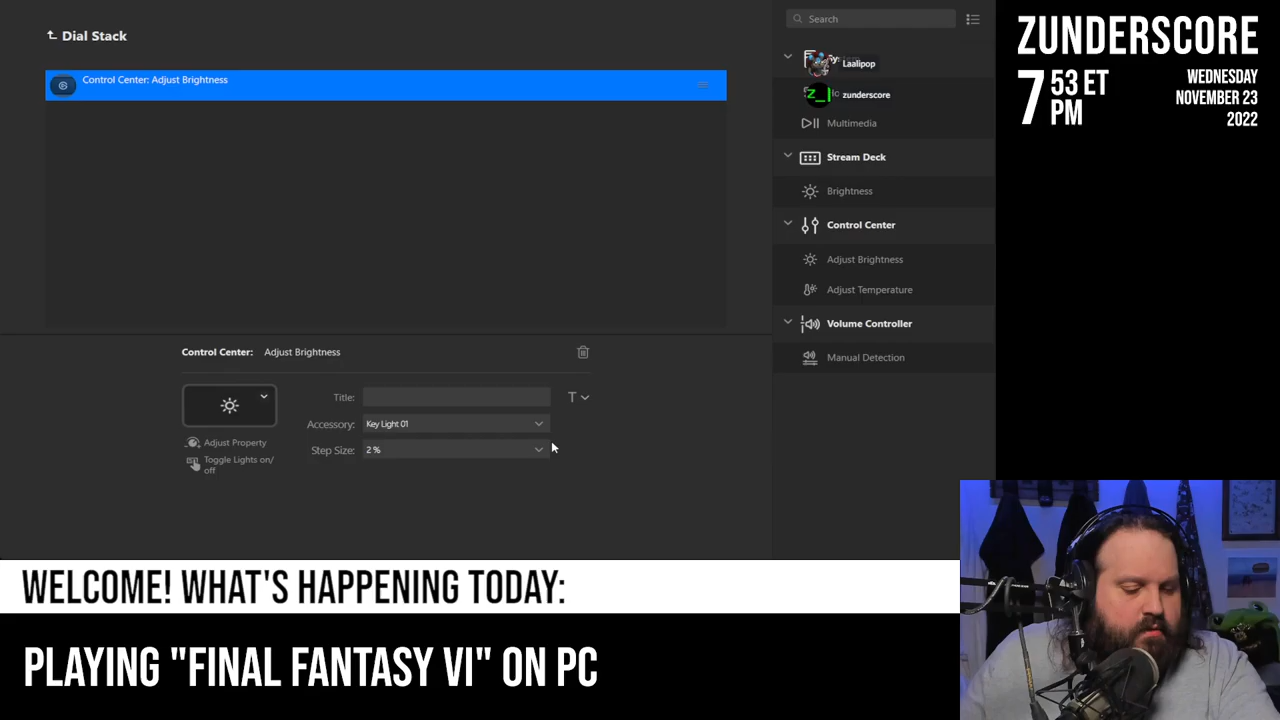 Dial Stack
Control Center: Adjust Brightness
Control Center: Adjust Brightness
Title:
Accessory: Key Light 01
Step Size: 2 %
Adjust Property
Toggle Lights on/
off
T
Search
Laalipop
zunderscore
Multimedia
Stream Deck
Brightness
Control Center
Adjust Brightness
Adjust Temperature
Volume Controller
Manual Detection
ZUNDERSCORE
7 53 ET
PM
WEDNESDAY
NOVEMBER 23
2022
WELCOME! WHAT'S HAPPENING TODAY:
PLAYING "FINAL FANTASY VI" ON PC